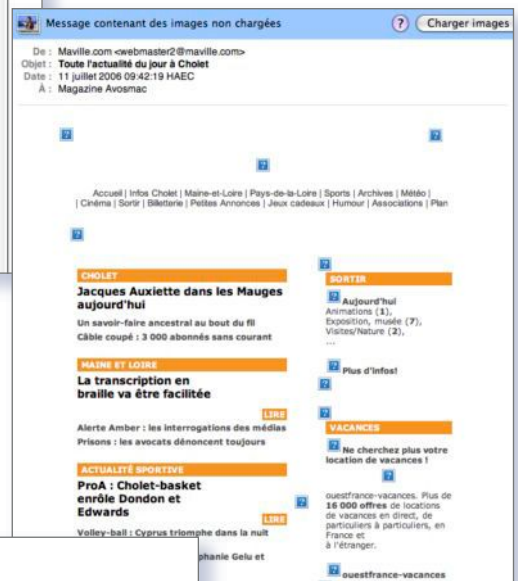 Message contenant des images non chargées
? Charger images
De : Maville.com <webmaster2@maville.com>
Objet : Toute l'actualité du jour à Cholet
Date : 11 juillet 2006 09:42:19 HAEC
À : Magazine Avosmac
Accueil | Infos Cholet | Maine-et-Loire | Pays-de-la-Loire | Sports | Archives | Météo |
| Cinéma | Sortir | Billetterie | Petites Annonces | Jeux cadeaux | Humour | Associations | Plan
CHOLET
Jacques Auxiette dans les Mauges
aujourd'hui
Un savoir-faire ancestral au bout du fil
Câble coupé : 3 000 abonnés sans courant
MAINE ET LOIRE
La transcription en
braille va être facilitée
LIRE
Alerte Amber : les interrogations des médias
Prisons : les avocats dénoncent toujours
ACTUALITÉ SPORTIVE
ProA : Cholet-basket
enrôle Dondon et
Edwards
LIRE
Volley-ball : Cyprus triomphe dans la nuit
phanie Gelu et
SORTIR
Aujourd'hui
Animations (1),
Exposition, musée (7),
Visites/Nature (2),
...
Plus d'infos!
VACANCES
Ne cherchez plus votre
location de vacances !
ouestfrance-vacances. Plus de
16 000 offres de locations
de vacances en direct, de
particuliers à particuliers, en
France et
à l'étranger.
ouestfrance-vacances